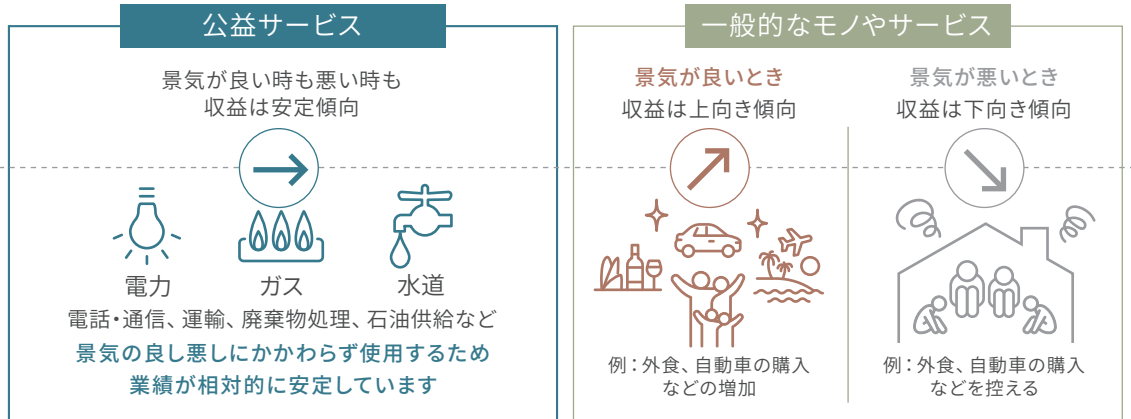 公益サービス
景気が良い時も悪い時も
収益は安定傾向
電力
ガス
水道
電話・通信、運輸、廃棄物処理、石油供給など
景気の良し悪しにかかわらず使用するため
業績が相対的に安定しています
一般的なモノやサービス
景気が良いとき
収益は上向き傾向
例：外食、自動車の購入
などの増加
景気が悪いとき
収益は下向き傾向
例：外食、自動車の購入
などを控える